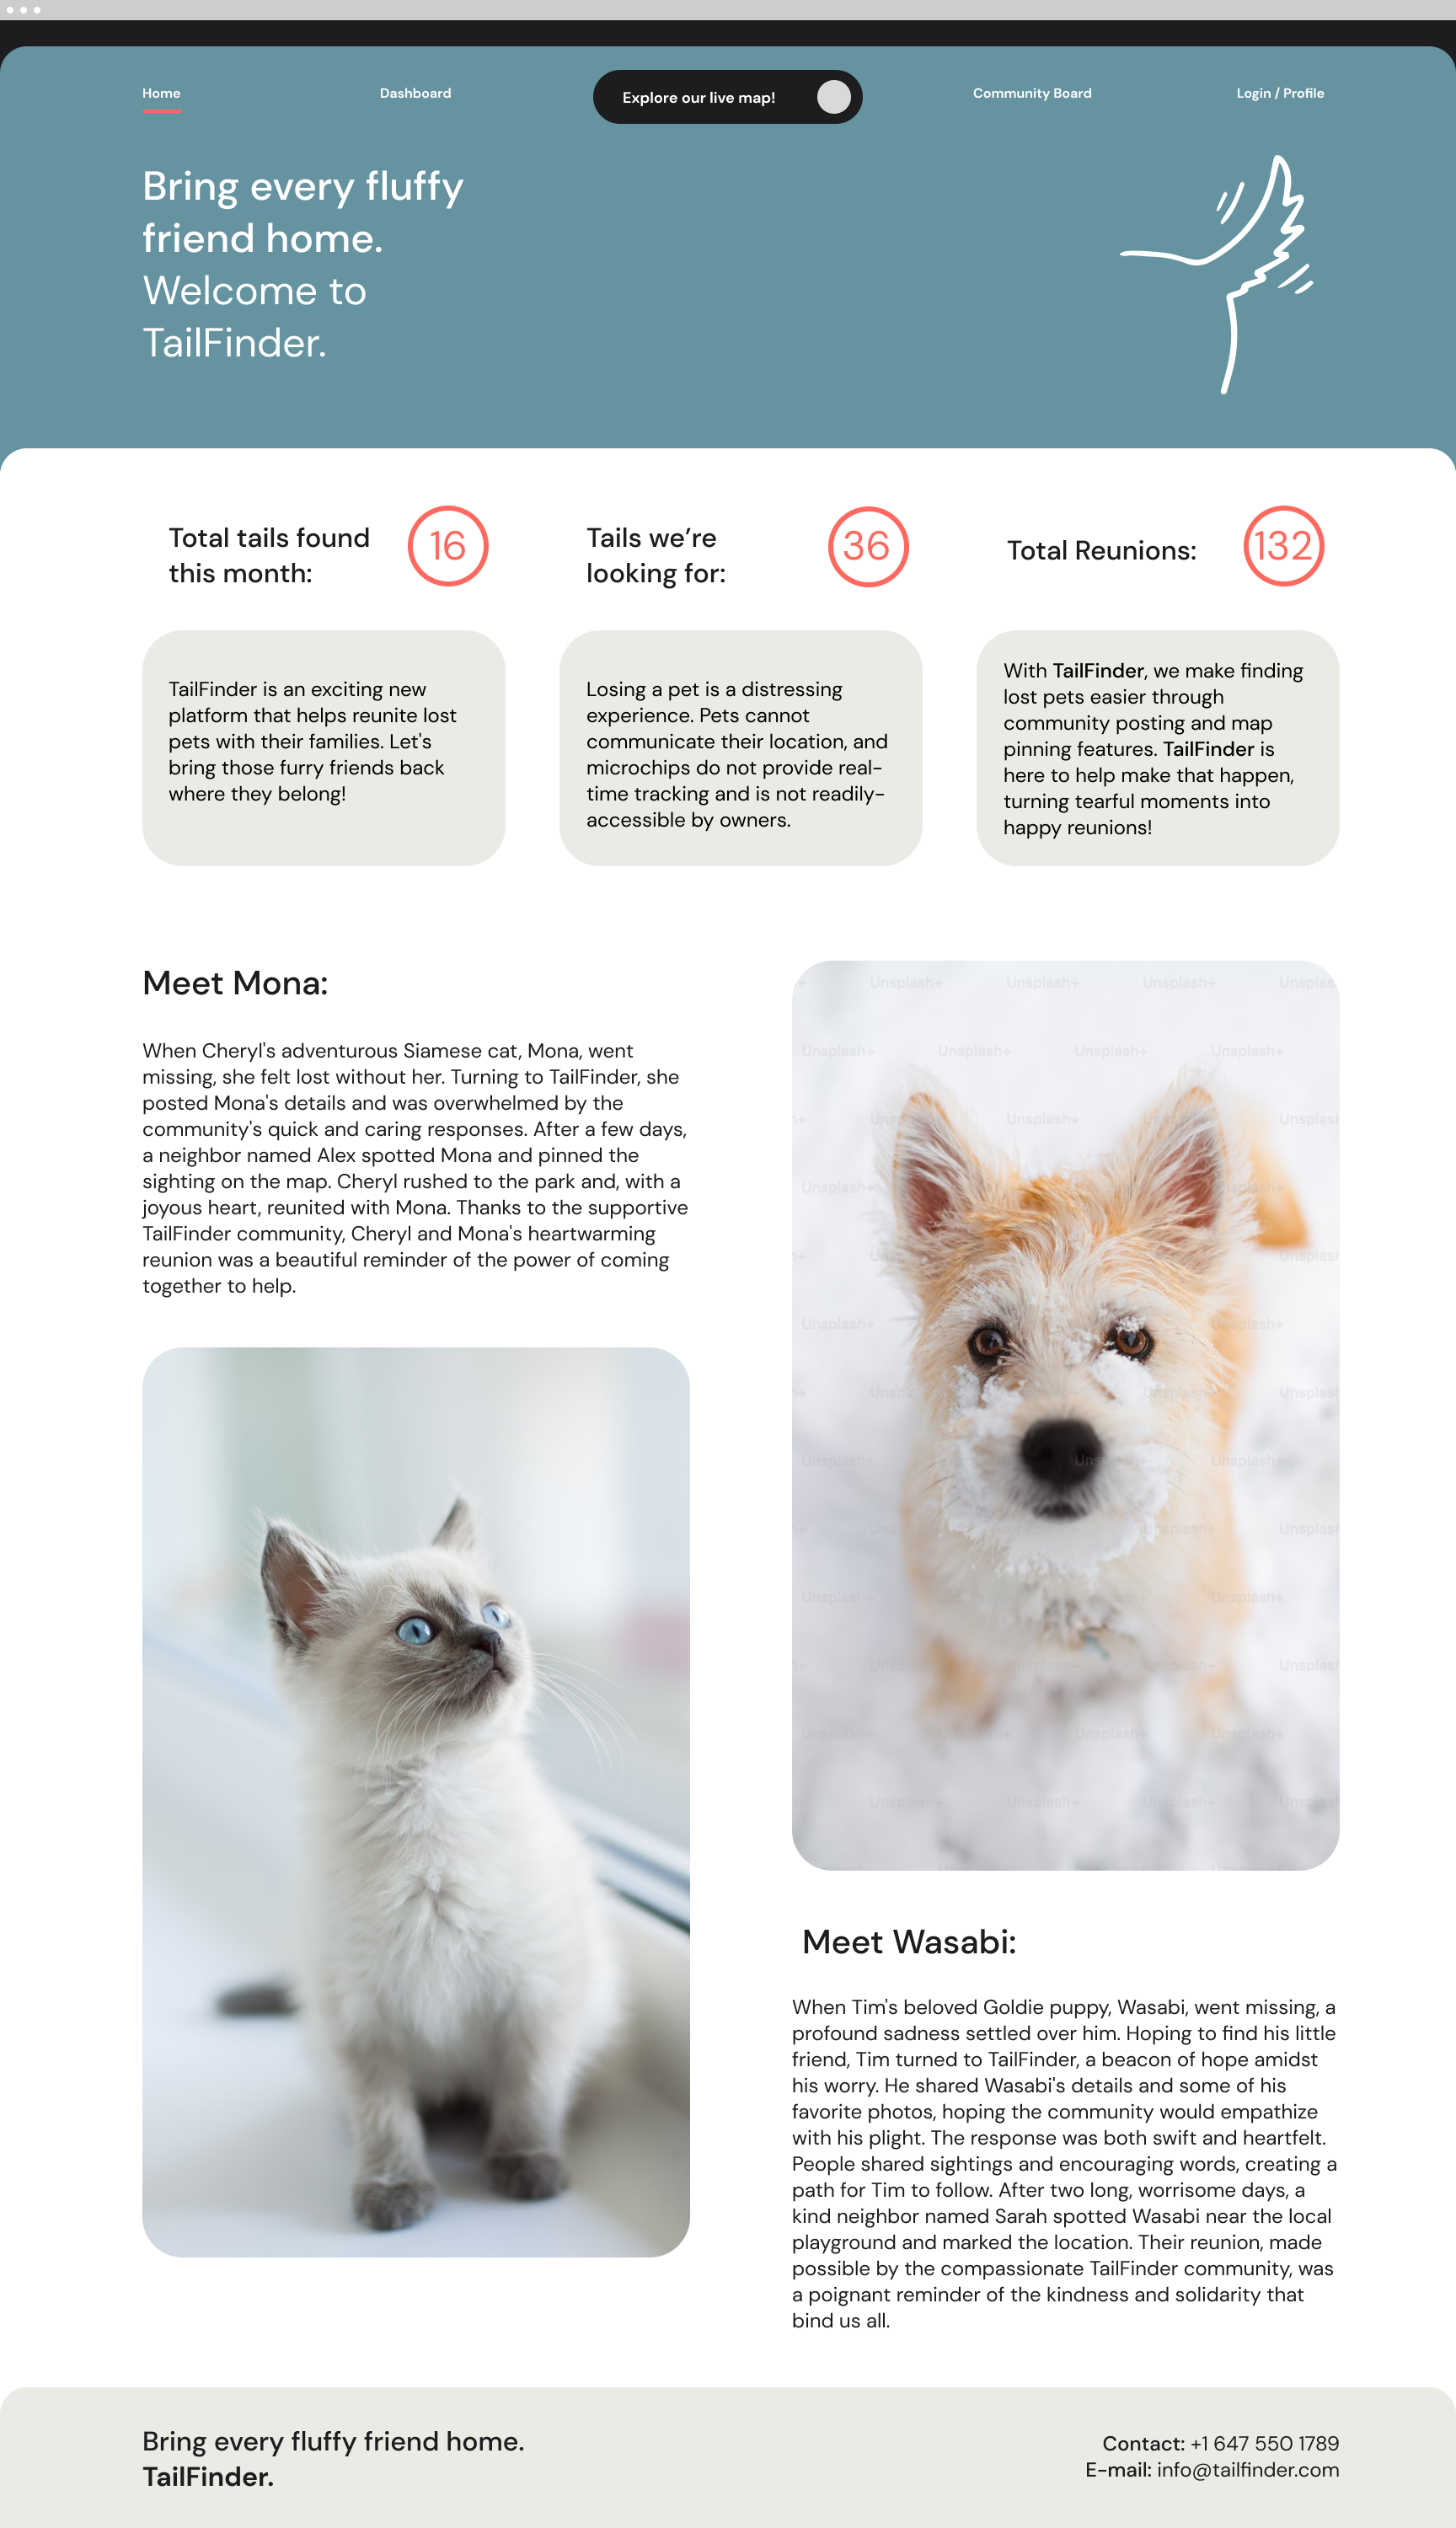 Home
Dashboard
Explore our live map!
Community Board
Login / Profile
Bring every fluffy
friend home.
Welcome to
TailFinder.
Total tails found
this month:
16
Tails we’re
looking for:
36
Total Reunions:
132
TailFinder is an exciting new
platform that helps reunite lost
pets with their families. Let's
bring those furry friends back
where they belong!
Losing a pet is a distressing
experience. Pets cannot
communicate their location, and
microchips do not provide real-
time tracking and is not readily-
accessible by owners.
With TailFinder, we make finding
lost pets easier through
community posting and map
pinning features. TailFinder is
here to help make that happen,
turning tearful moments into
happy reunions!
Meet Mona:
When Cheryl's adventurous Siamese cat, Mona, went
missing, she felt lost without her. Turning to TailFinder, she
posted Mona's details and was overwhelmed by the
community's quick and caring responses. After a few days,
a neighbor named Alex spotted Mona and pinned the
sighting on the map. Cheryl rushed to the park and, with a
joyous heart, reunited with Mona. Thanks to the supportive
TailFinder community, Cheryl and Mona's heartwarming
reunion was a beautiful reminder of the power of coming
together to help.
Unsplash+ Unsplash+ Unsplash+
Unsplash+ Unsplash+ Unsplash+ Unsplash+
Meet Wasabi:
When Tim's beloved Goldie puppy, Wasabi, went missing, a
profound sadness settled over him. Hoping to find his little
friend, Tim turned to TailFinder, a beacon of hope amidst
his worry. He shared Wasabi's details and some of his
favorite photos, hoping the community would empathize
with his plight. The response was both swift and heartfelt.
People shared sightings and encouraging words, creating a
path for Tim to follow. After two long, worrisome days, a
kind neighbor named Sarah spotted Wasabi near the local
playground and marked the location. Their reunion, made
possible by the compassionate TailFinder community, was
a poignant reminder of the kindness and solidarity that
bind us all.
Bring every fluffy friend home.
TailFinder.
Contact: +1 647 550 1789
E-mail: info@tailfinder.com